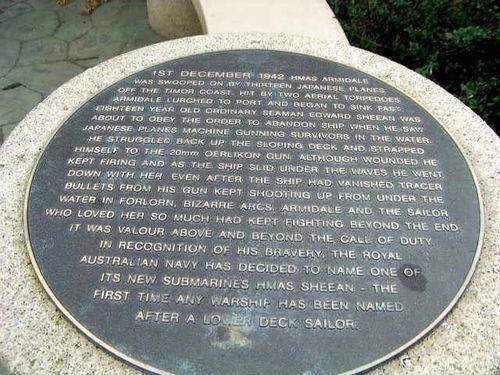 1ST DECEMBER 1942 HMAS ARMIDALE
WAS SWOOPED ON BY THIRTEEN JAPANESE PLANES
OFF THE TIMOR COAST. HIT BY TWO AERIAL TORPEDOES
ARMIDALE LURCHED TO PORT AND BEGAN TO SINK FAST.
EIGHTEEN YEAR OLD ORDINARY SEAMAN EDWARD SHEEAN WAS
ABOUT TO OBEY THE ORDER TO ABANDON SHIP WHEN HE SAW
JAPANESE PLANES MACHINE GUNNING SURVIVORS IN THE WATER.
HE STRUGGLED BACK UP THE SLOPING DECK AND STRAPPED
HIMSELF TO THE 20mm OERLIKON GUN. ALTHOUGH WOUNDED HE
KEPT FIRING AND AS THE SHIP SLID UNDER THE WAVES HE WENT
DOWN WITH HER. EVEN AFTER THE SHIP HAD VANISHED TRACER
BULLETS FROM HIS GUN KEPT SHOOTING UP FROM UNDER THE
WATER IN FORLORN, BIZARRE ARCS. ARMIDALE AND THE SAILOR
WHO LOVED HER SO MUCH HAD KEPT FIGHTING BEYOND THE END.
IT WAS VALOUR ABOVE AND BEYOND THE CALL OF DUTY
IN RECOGNITION OF HIS BRAVERY, THE ROYAL
AUSTRALIAN NAVY HAS DECIDED TO NAME ONE OF
ITS NEW SUBMARINES HMAS SHEEAN - THE
FIRST TIME ANY WARSHIP HAS BEEN NAMED
AFTER A LOWER DECK SAILOR.